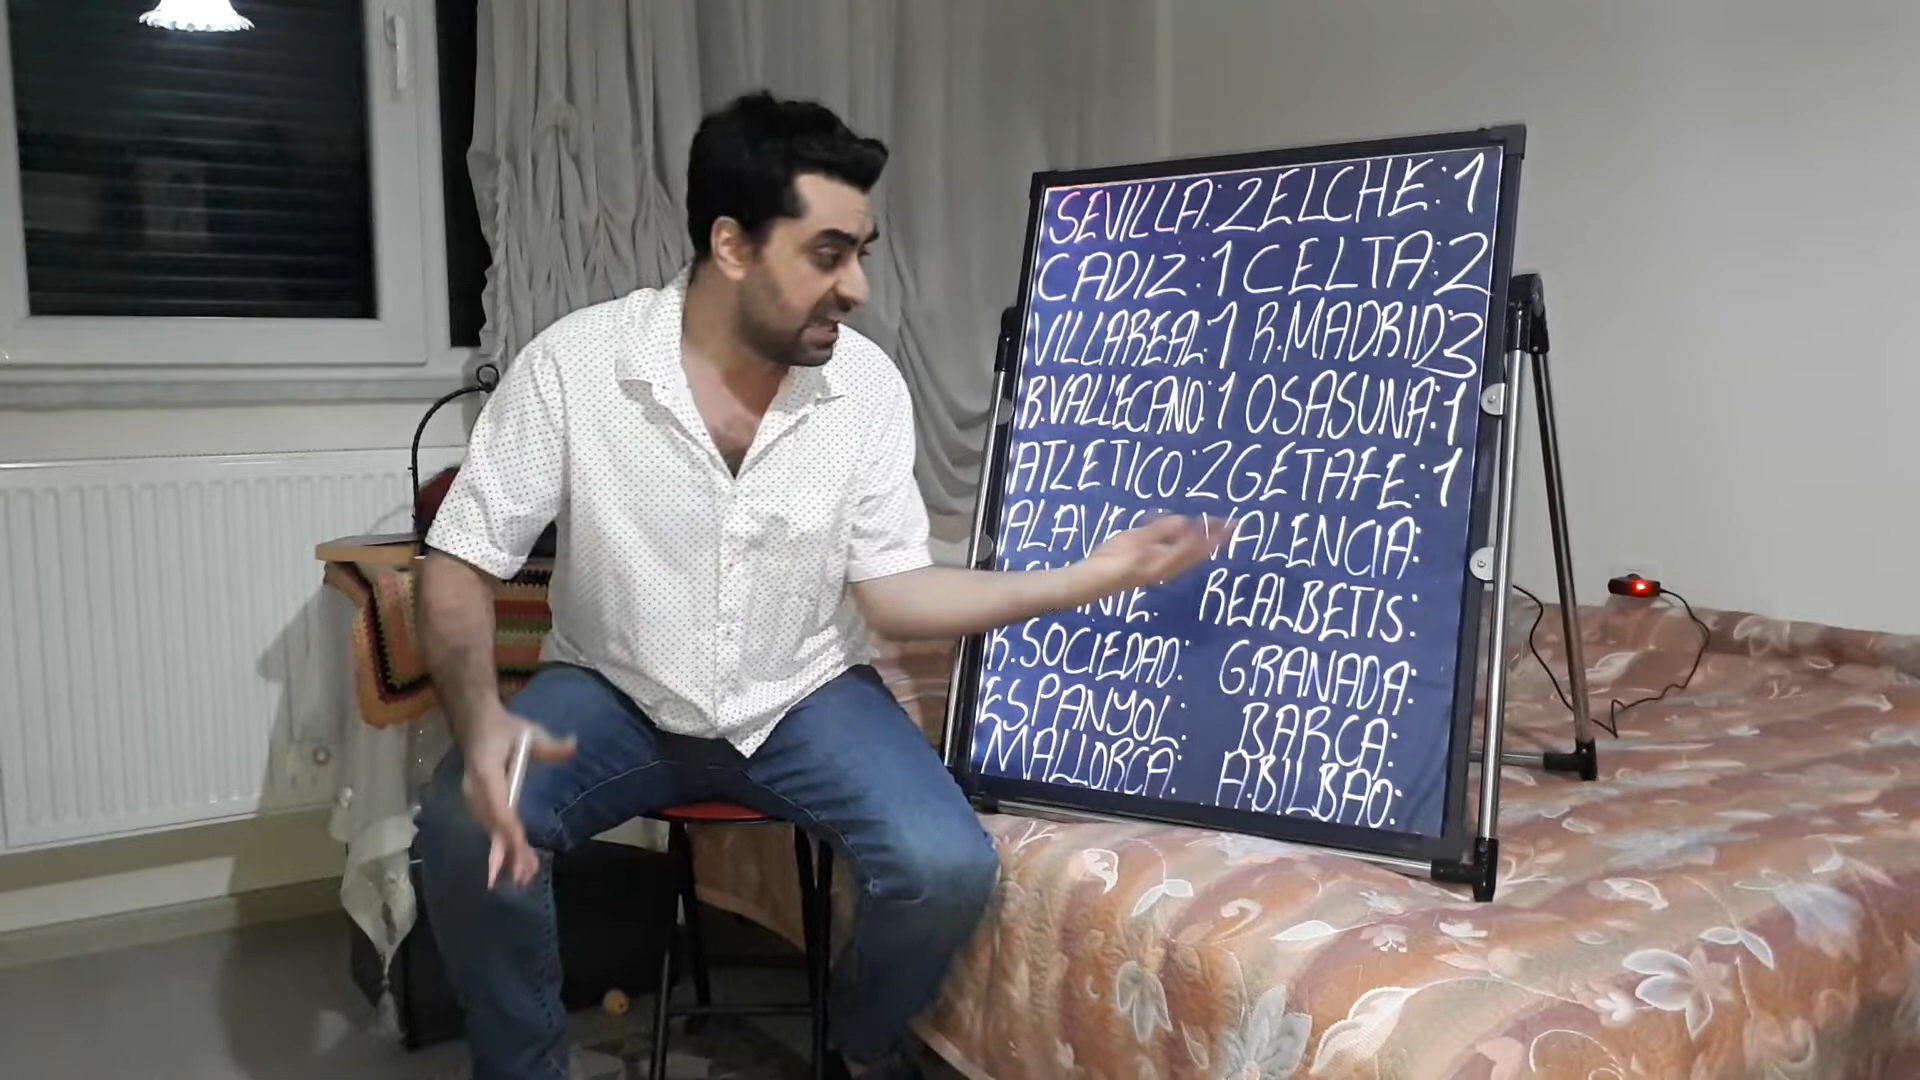 SEVILLA: 2 ELCHE: 1
CADIZ: 1 CELTA: 2
VILLAREAL: 1 R.MADRID: 3
R.VALLECANO: 1 OSASUNA: 1
ATLETICO: 2 GETAFE: 1
VALENCIA:
REALBETIS:
R.SOCIEDAD: GRANADA:
ESPANYOL: BARCA:
MALLORCA: A.BILBAO: